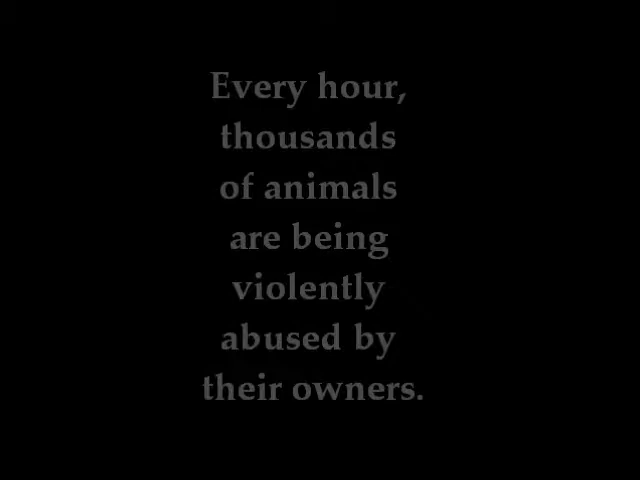 Every hour,
thousands
of animals
are being
violently
abused by
their owners.